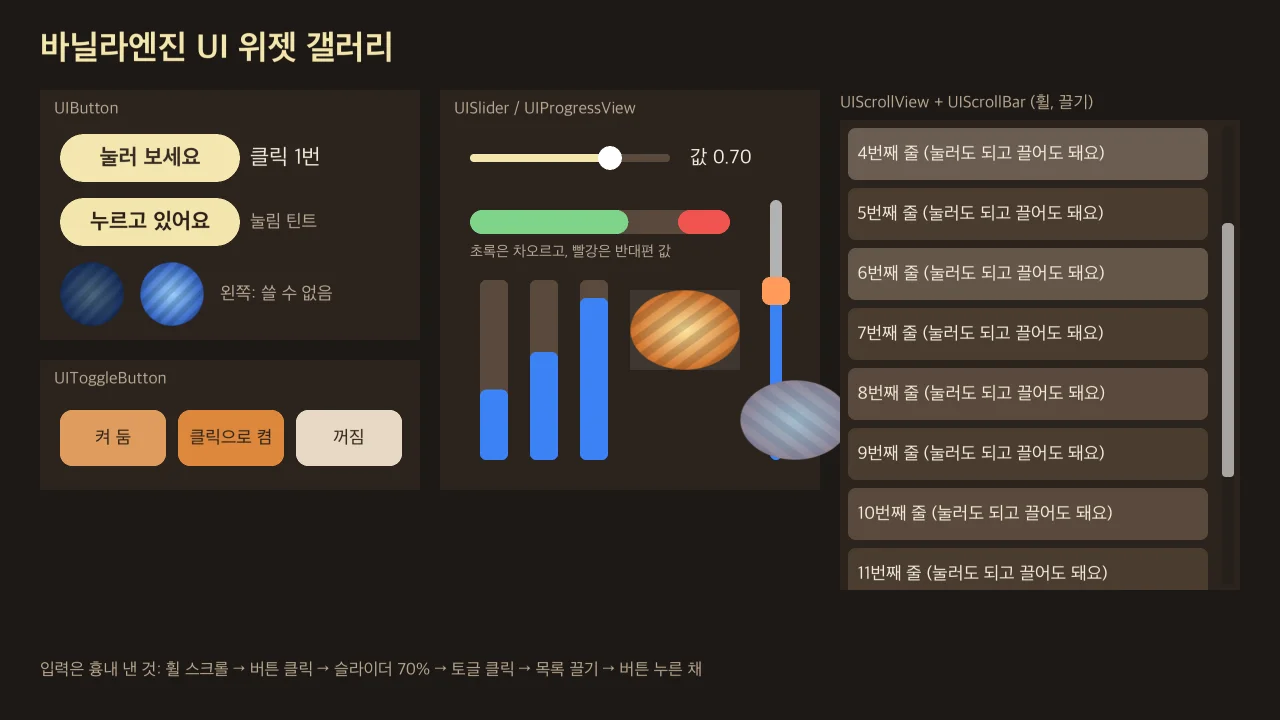 바닐라엔진 UI 위젯 갤러리
UIButton
눌러 보세요
클릭 1번
누르고 있어요
눌림 틴트
왼쪽: 쓸 수 없음
UIToggleButton
켜 둠
클릭으로 켬
꺼짐
UISlider / UIProgressView
값 0.70
초록은 차오르고, 빨강은 반대편 값
UIScrollView + UIScrollBar (휠, 끌기)
4번째 줄 (눌러도 되고 끌어도 돼요)
5번째 줄 (눌러도 되고 끌어도 돼요)
6번째 줄 (눌러도 되고 끌어도 돼요)
7번째 줄 (눌러도 되고 끌어도 돼요)
8번째 줄 (눌러도 되고 끌어도 돼요)
9번째 줄 (눌러도 되고 끌어도 돼요)
10번째 줄 (눌러도 되고 끌어도 돼요)
11번째 줄 (눌러도 되고 끌어도 돼요)
입력은 흉내 낸 것: 휠 스크롤 → 버튼 클릭 → 슬라이더 70% → 토글 클릭 → 목록 끌기 → 버튼 누른 채